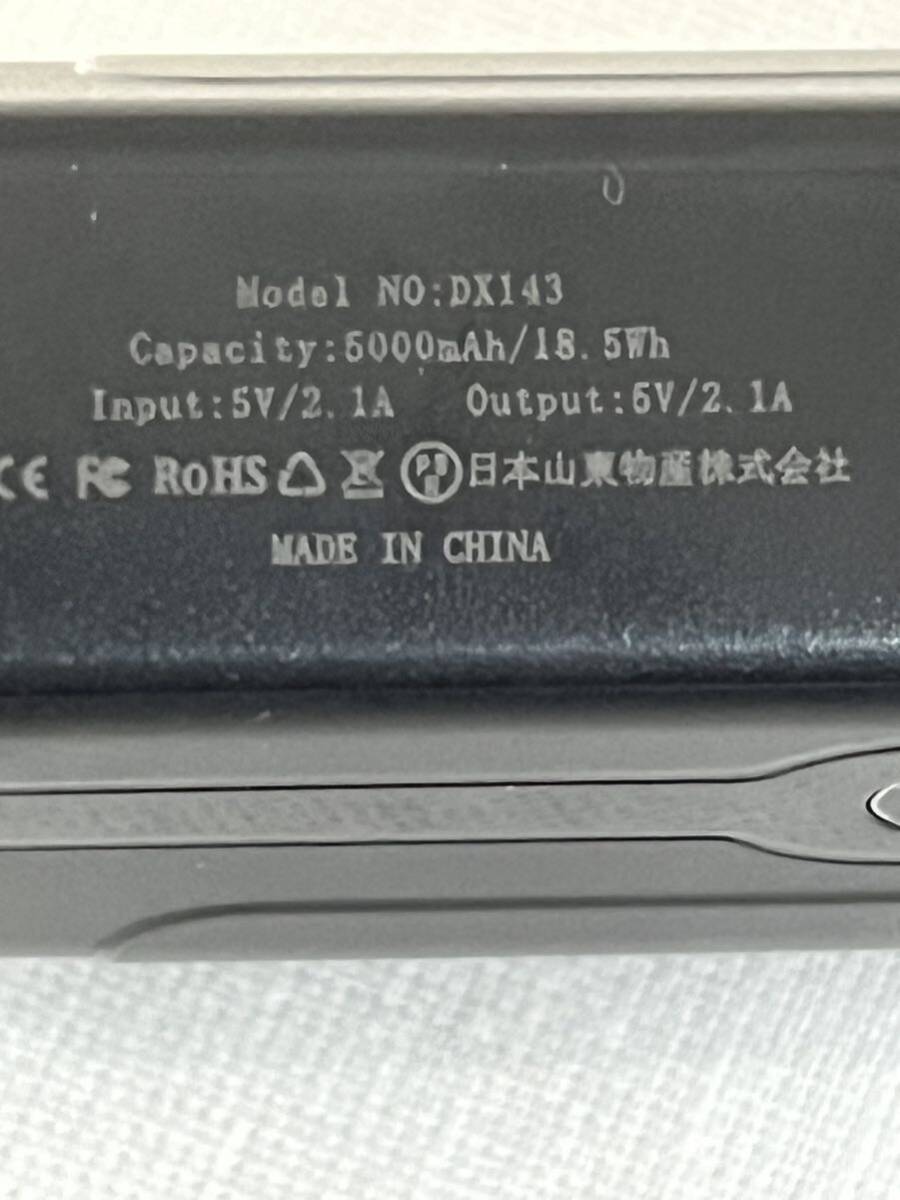 Model NO:DX143
Capacity:5000mAh/18.5Wh
Input:5V/2.1A Output:5V/2.1A
CE FC RoHS PSE 日本山東物産株式会社
MADE IN CHINA